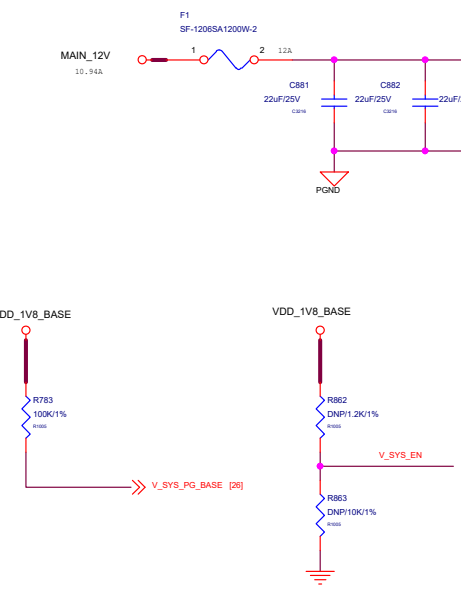 F1
SF-1206SA1200W-2
MAIN_12V
1
2
12A
10.94A
C881
C882
22uF/25V
22uF/25V
22uF/
C3216
C3216
PGND
DD_1V8_BASE
VDD_1V8_BASE
R783
100K/1%
R1005
R862
DNP/1.2K/1%
R1005
V_SYS_EN
V_SYS_PG_BASE [26]
R863
DNP/10K/1%
R1005